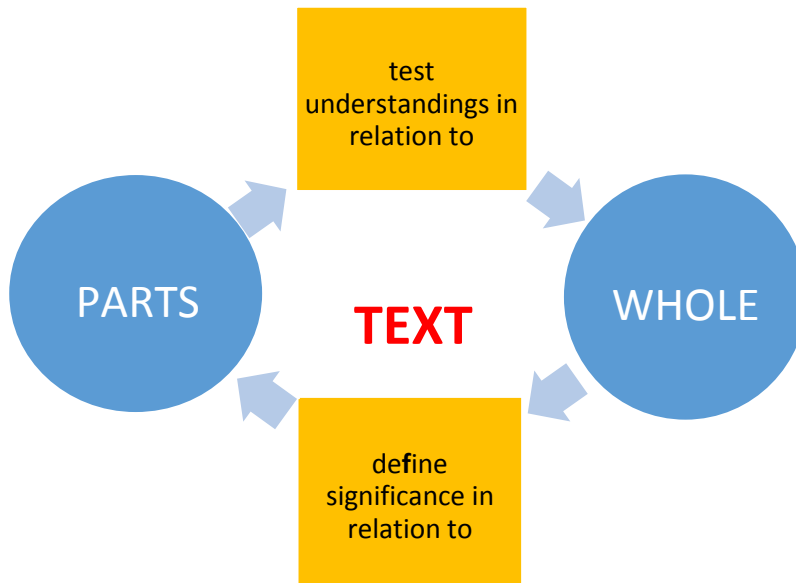 test
understandings in
relation to
PARTS
TEXT
WHOLE
define
significance in
relation to